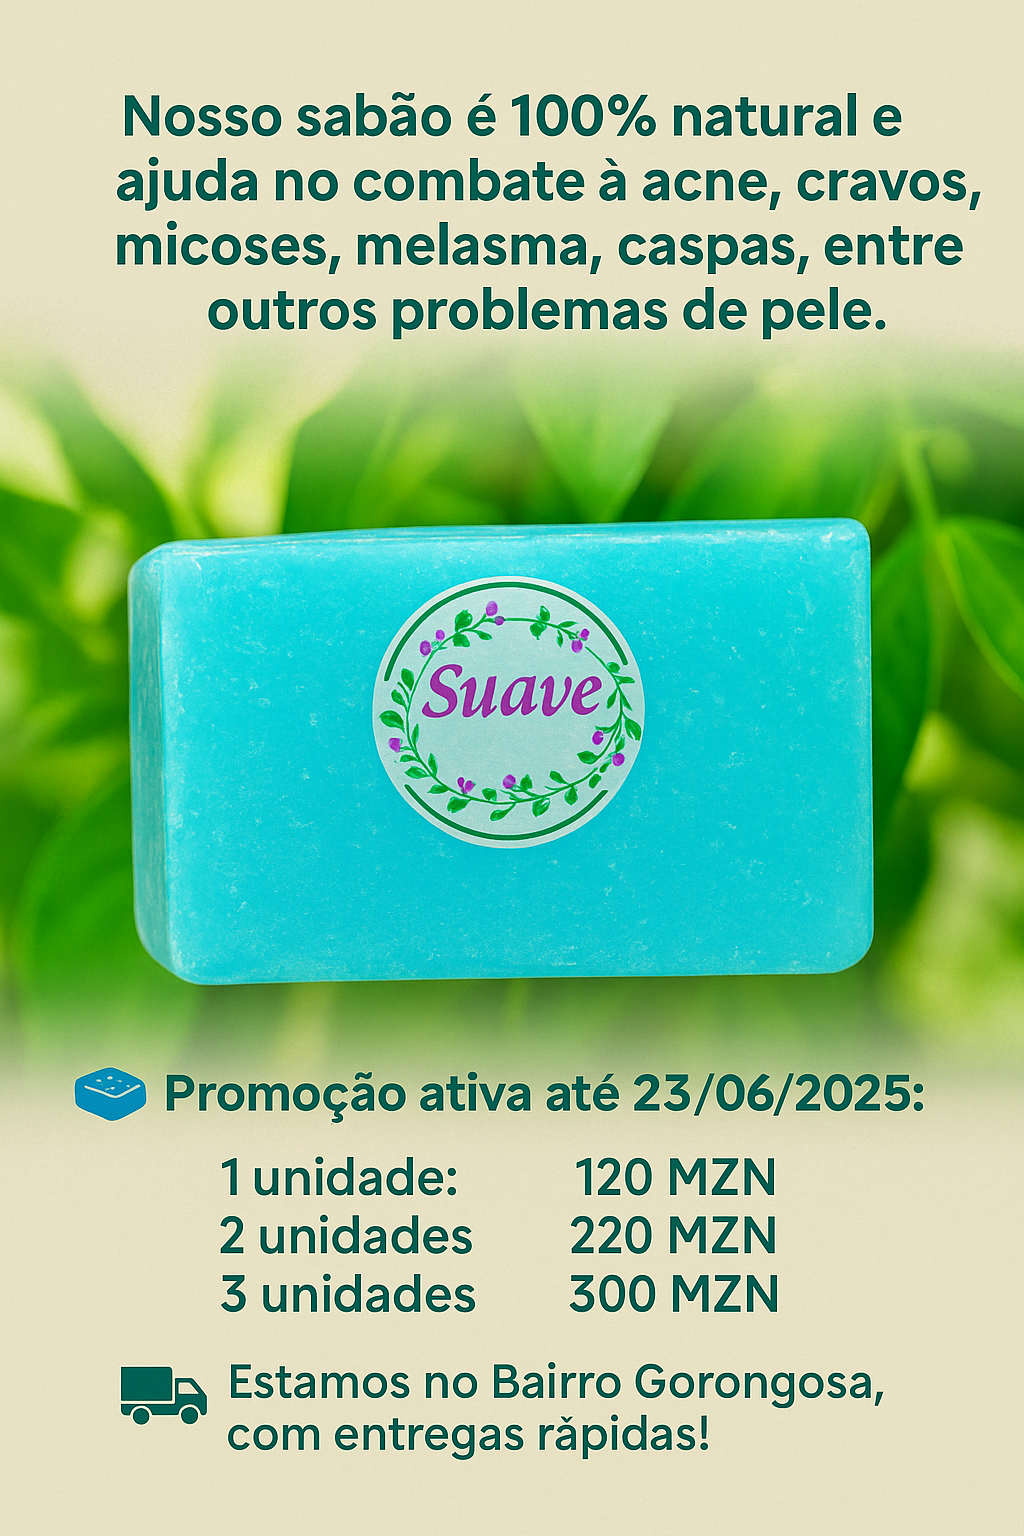 Nosso sabão é 100% natural e
ajuda no combate à acne, cravos,
micoses, melasma, caspas, entre
outros problemas de pele.
Suave
Promoção ativa até 23/06/2025:
1 unidade: 120 MZN
2 unidades 220 MZN
3 unidades 300 MZN
Estamos no Bairro Gorongosa,
com entregas rǎpidas!